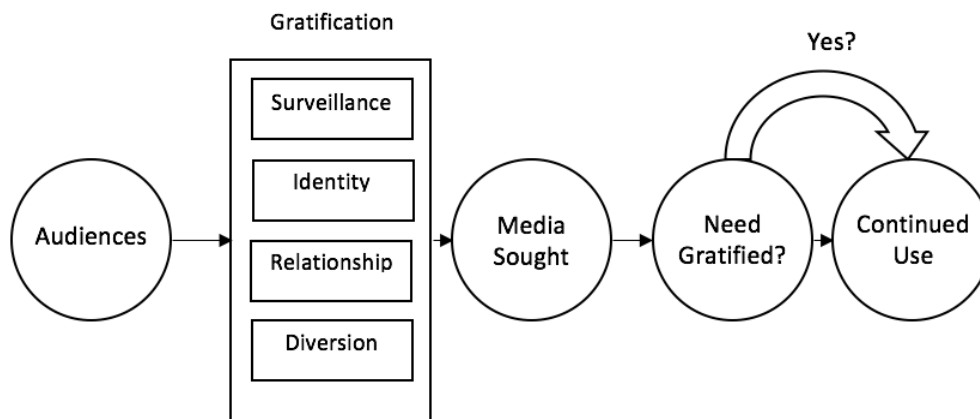 Gratification
Yes?
Surveillance
Identity
Relationship
Diversion
Audiences
Media
Sought
Need
Gratified?
Continued
Use